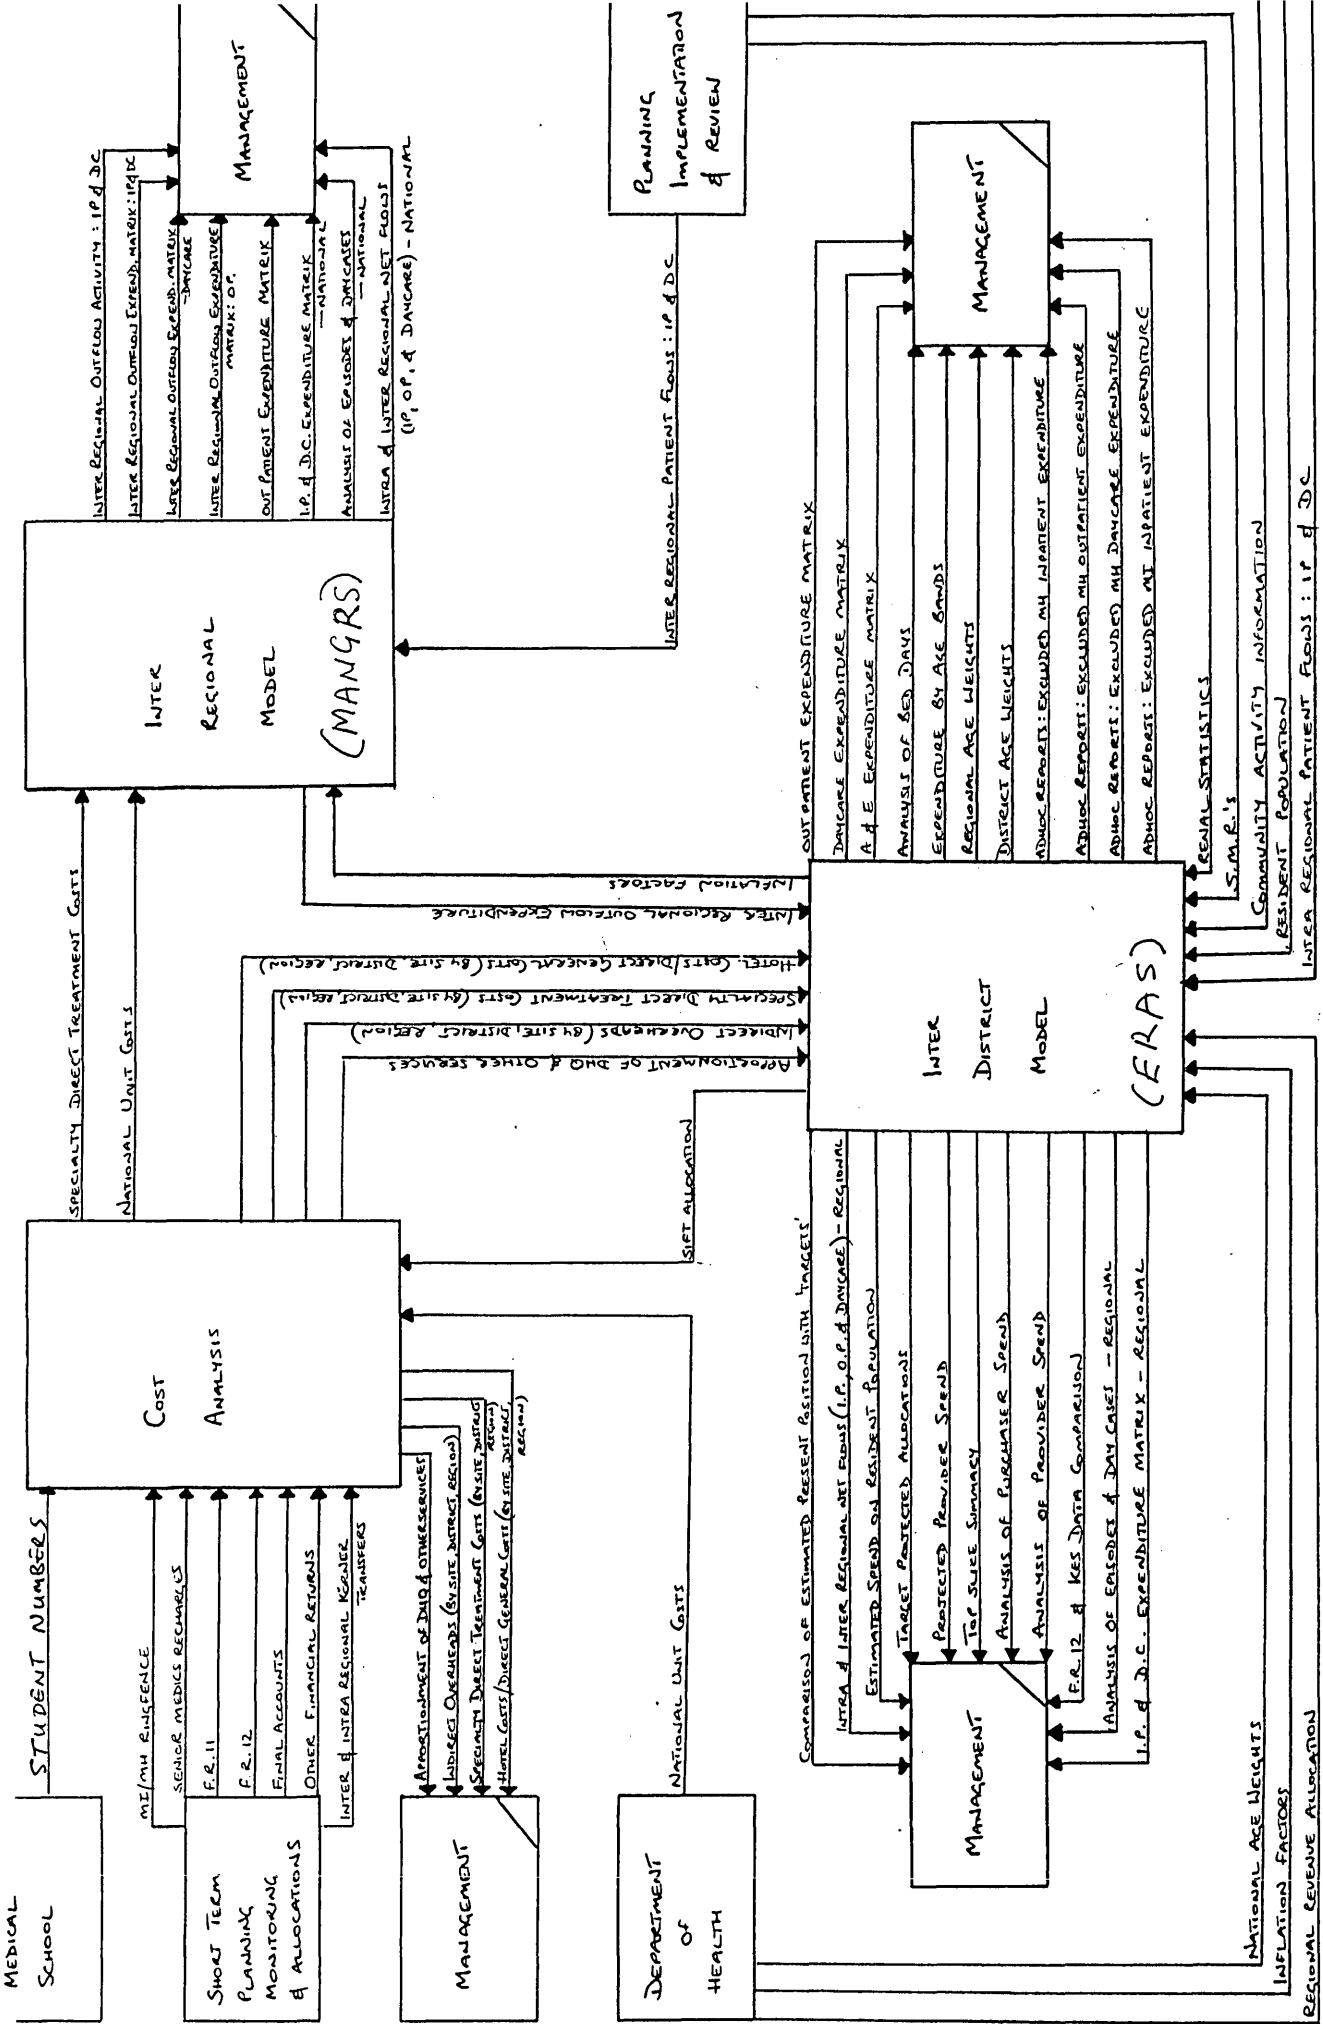 MEDICAL
SCHOOL
STUDENT NUMBERS
SHORT TERM
PLANNING
MONITORING
& ALLOCATIONS
MI/MH RINGFENCE
SENIOR MEDICS RECHARGES
F.R.11
F.R.12
FINAL ACCOUNTS
OTHER FINANCIAL RETURNS
INTER & INTRA REGIONAL KÖRNER
TRANSFERS
COST
ANALYSIS
SPECIALTY DIRECT TREATMENT COSTS
NATIONAL UNIT COSTS
INTER
REGIONAL
MODEL
(MANGRS)
INTER REGIONAL OUTFLOW ACTIVITY : IP & DC
INTER REGIONAL OUTFLOW EXPEND. MATRIX: IP & DC
INTER REGIONAL OUTFLOW EXPEND. MATRIX
-DAYCARE
INTER REGIONAL OUTFLOW EXPENDITURE
MATRIX: OP.
OUT PATIENT EXPENDITURE MATRIX
I.P. & D.C. EXPENDITURE MATRIX
-NATIONAL
ANALYSIS OF EPISODES & DAYCASES
-NATIONAL
INTRA & INTER REGIONAL NET FLOWS
(IP, OP, & DAYCARE) - NATIONAL
MANAGEMENT
MANAGEMENT
APPORTIONMENT OF DHQ & OTHER SERVICES
INDIRECT OVERHEADS (BY SITE, DISTRICT, REGION)
SPECIALTY DIRECT TREATMENT COSTS (BY SITE, DISTRICT
REGION)
HOTEL COSTS/DIRECT GENERAL COSTS (BY SITE, DISTRICT,
REGION)
DEPARTMENT
OF
HEALTH
NATIONAL UNIT COSTS
SIFT ALLOCATION
APPORTIONMENT OF DHQ & OTHER SERVICES
INDIRECT OVERHEADS (BY SITE, DISTRICT, REGION)
SPECIALTY DIRECT TREATMENT COSTS (BY SITE, DISTRICT, REGION)
HOTEL COSTS/DIRECT GENERAL COSTS (BY SITE, DISTRICT, REGION)
INTER REGIONAL OUTFLOW EXPENDITURE
INFLATION FACTORS
INTER REGIONAL PATIENT FLOWS : IP & DC
PLANNING
IMPLEMENTATION
& REVIEW
COMPARISON OF ESTIMATED PRESENT POSITION WITH 'TARGETS'
INTRA & INTER REGIONAL NET FLOWS (I.P., O.P. & DAYCARE) - REGIONAL
ESTIMATED SPEND ON RESIDENT POPULATION
TARGET PROJECTED ALLOCATIONS
PROJECTED PROVIDER SPEND
TOP SLICE SUMMARY
ANALYSIS OF PURCHASER SPEND
ANALYSIS OF PROVIDER SPEND
F.R.12 & KES DATA COMPARISON
ANALYSIS OF EPISODES & DAY CASES - REGIONAL
I.P. & D.C. EXPENDITURE MATRIX - REGIONAL
MANAGEMENT
INTER
DISTRICT
MODEL
(ERAS)
OUT PATIENT EXPENDITURE MATRIX
DAYCARE EXPENDITURE MATRIX
A & E EXPENDITURE MATRIX
ANALYSIS OF BED DAYS
EXPENDITURE BY AGE BANDS
REGIONAL AGE WEIGHTS
DISTRICT AGE WEIGHTS
ADHOC REPORTS: EXCLUDED MH INPATIENT EXPENDITURE
ADHOC REPORTS: EXCLUDED MH OUTPATIENT EXPENDITURE
ADHOC REPORTS: EXCLUDED MH DAYCARE EXPENDITURE
ADHOC REPORTS: EXCLUDED MI INPATIENT EXPENDITURE
MANAGEMENT
RENAL STATISTICS
S.M.R.'s
COMMUNITY ACTIVITY INFORMATION
RESIDENT POPULATION
INTRA REGIONAL PATIENT FLOWS : IP & DC
NATIONAL AGE WEIGHTS
INFLATION FACTORS
REGIONAL REVENUE ALLOCATION